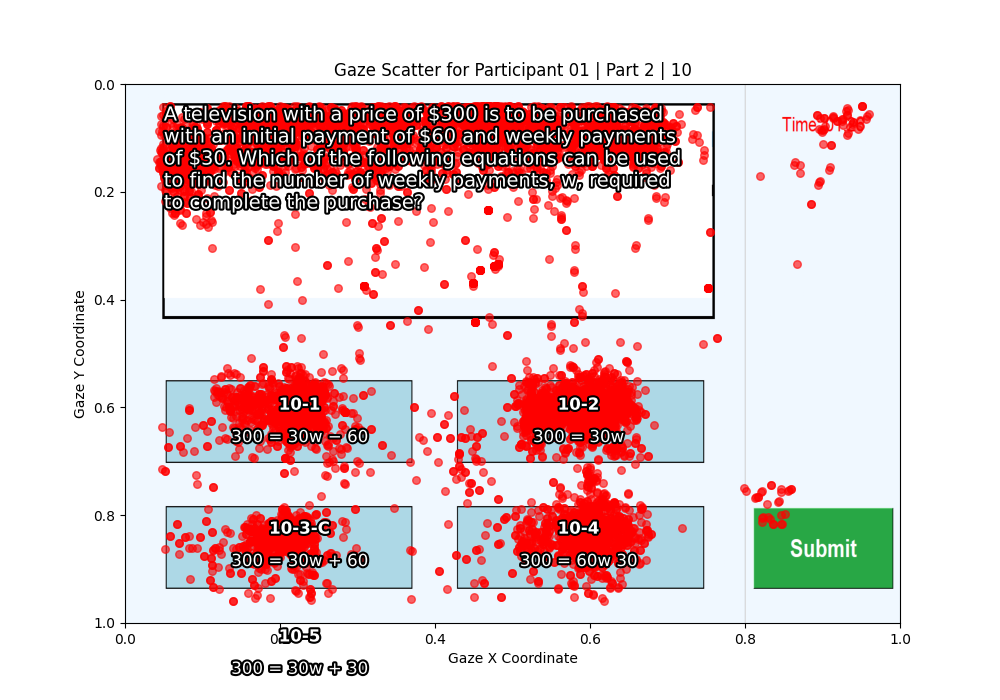 Gaze Scatter for Participant 01 | Part 2 | 10
A television with a price of $300 is to be purchased
with an initial payment of $60 and weekly payments
of $30. Which of the following equations can be used
to find the number of weekly payments, w, required
to complete the purchase?
Time
10-1
300 = 30w − 60
10-2
300 = 30w
10-3-C
300 = 30w + 60
10-4
300 = 60w 30
Submit
10-5
300 = 30w + 30
Gaze Y Coordinate
0.0
0.2
0.4
0.6
0.8
1.0
0.0
0.4
0.6
0.8
1.0
Gaze X Coordinate